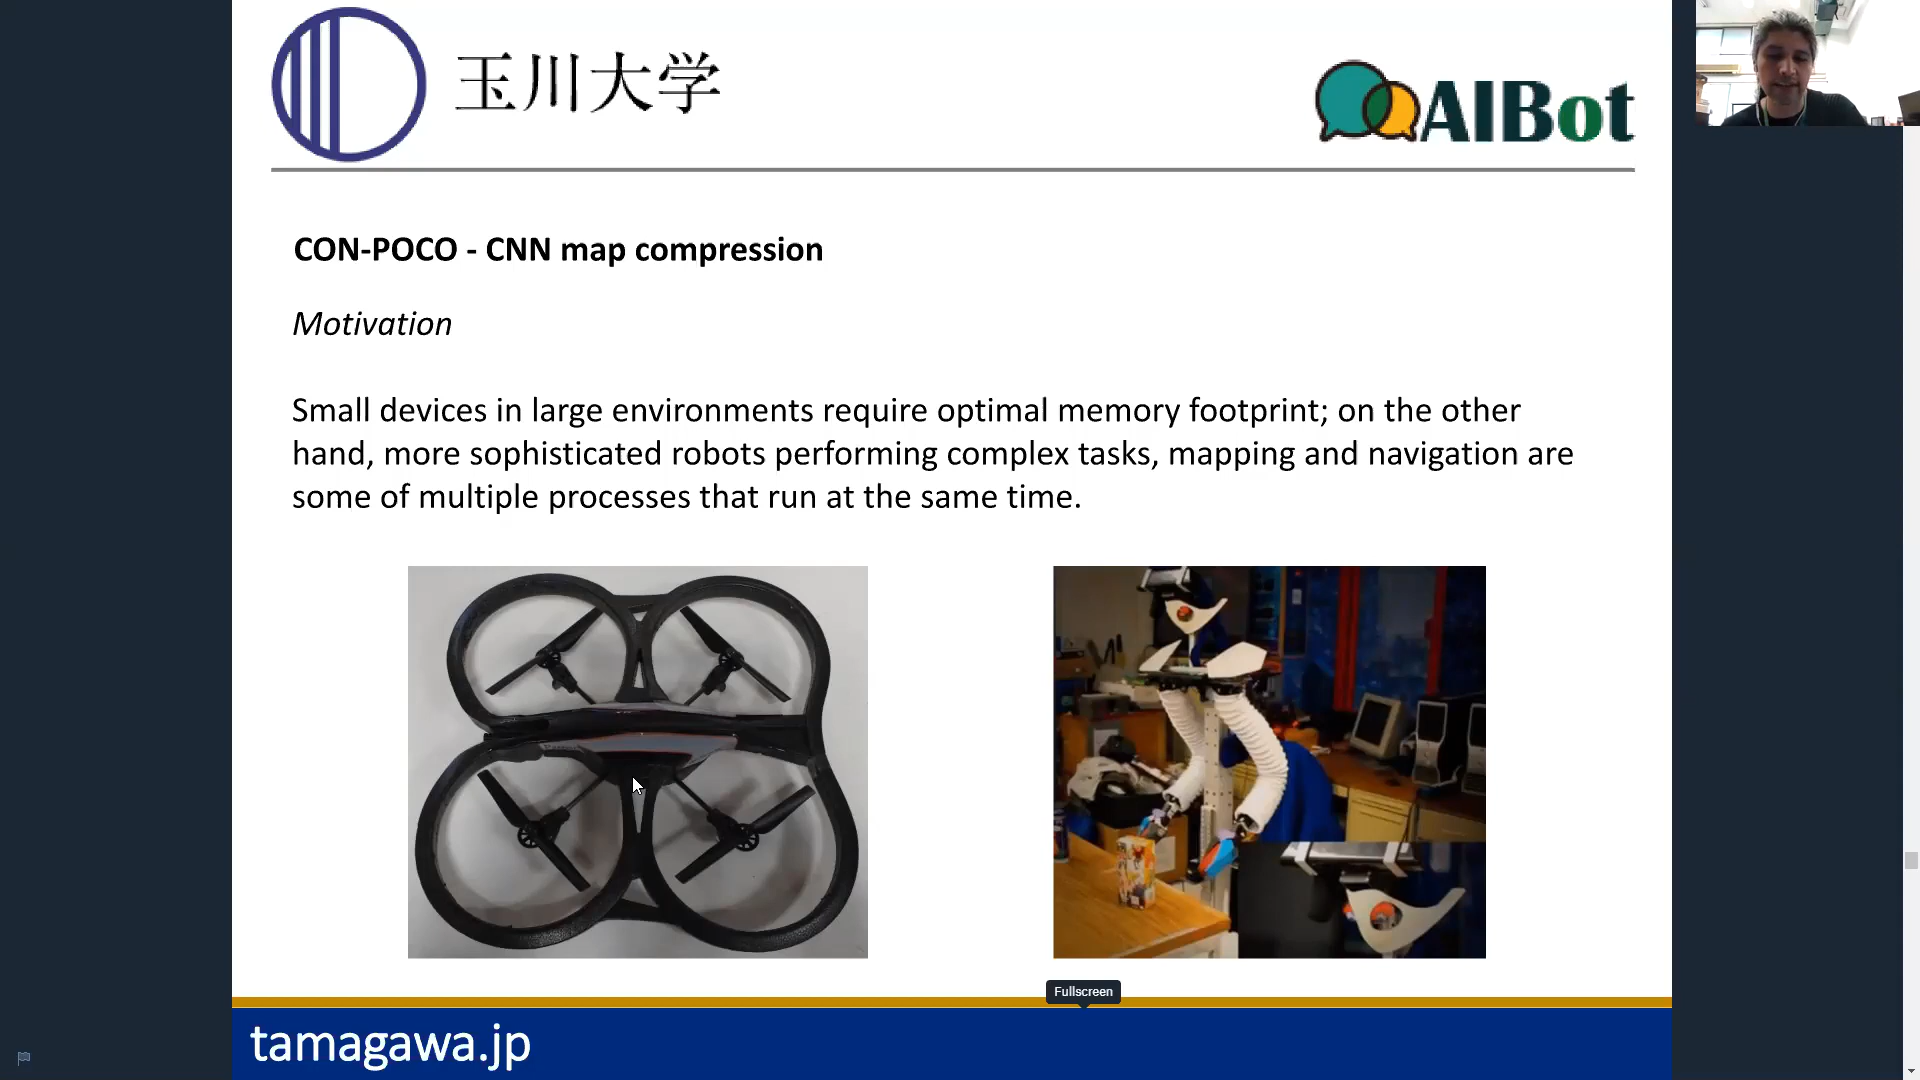 玉川大学
AIBot
CON-POCO - CNN map compression
Motivation
Small devices in large environments require optimal memory footprint; on the other
hand, more sophisticated robots performing complex tasks, mapping and navigation are
some of multiple processes that run at the same time.
Fullscreen
tamagawa.jp